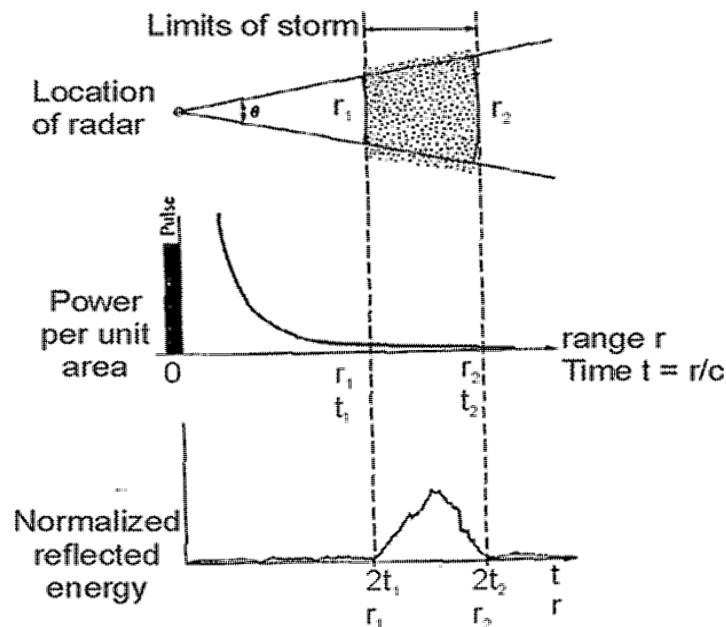 Limits of storm
Location
of radar
θ
r₁
r₂
Pulse
Power
per unit
area
0
r₁
t₁
r₂
t₂
range r
Time t = r/c
Normalized
reflected
energy
2t₁
r₁
2t₂
r₂
t
r